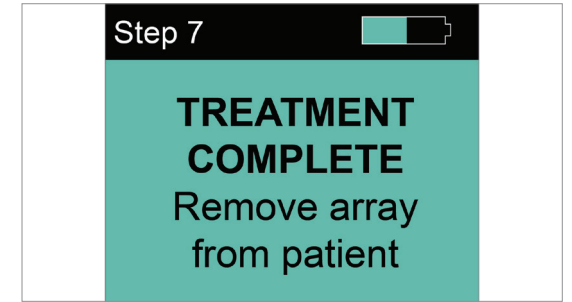 Step 7
TREATMENT
COMPLETE
Remove array
from patient